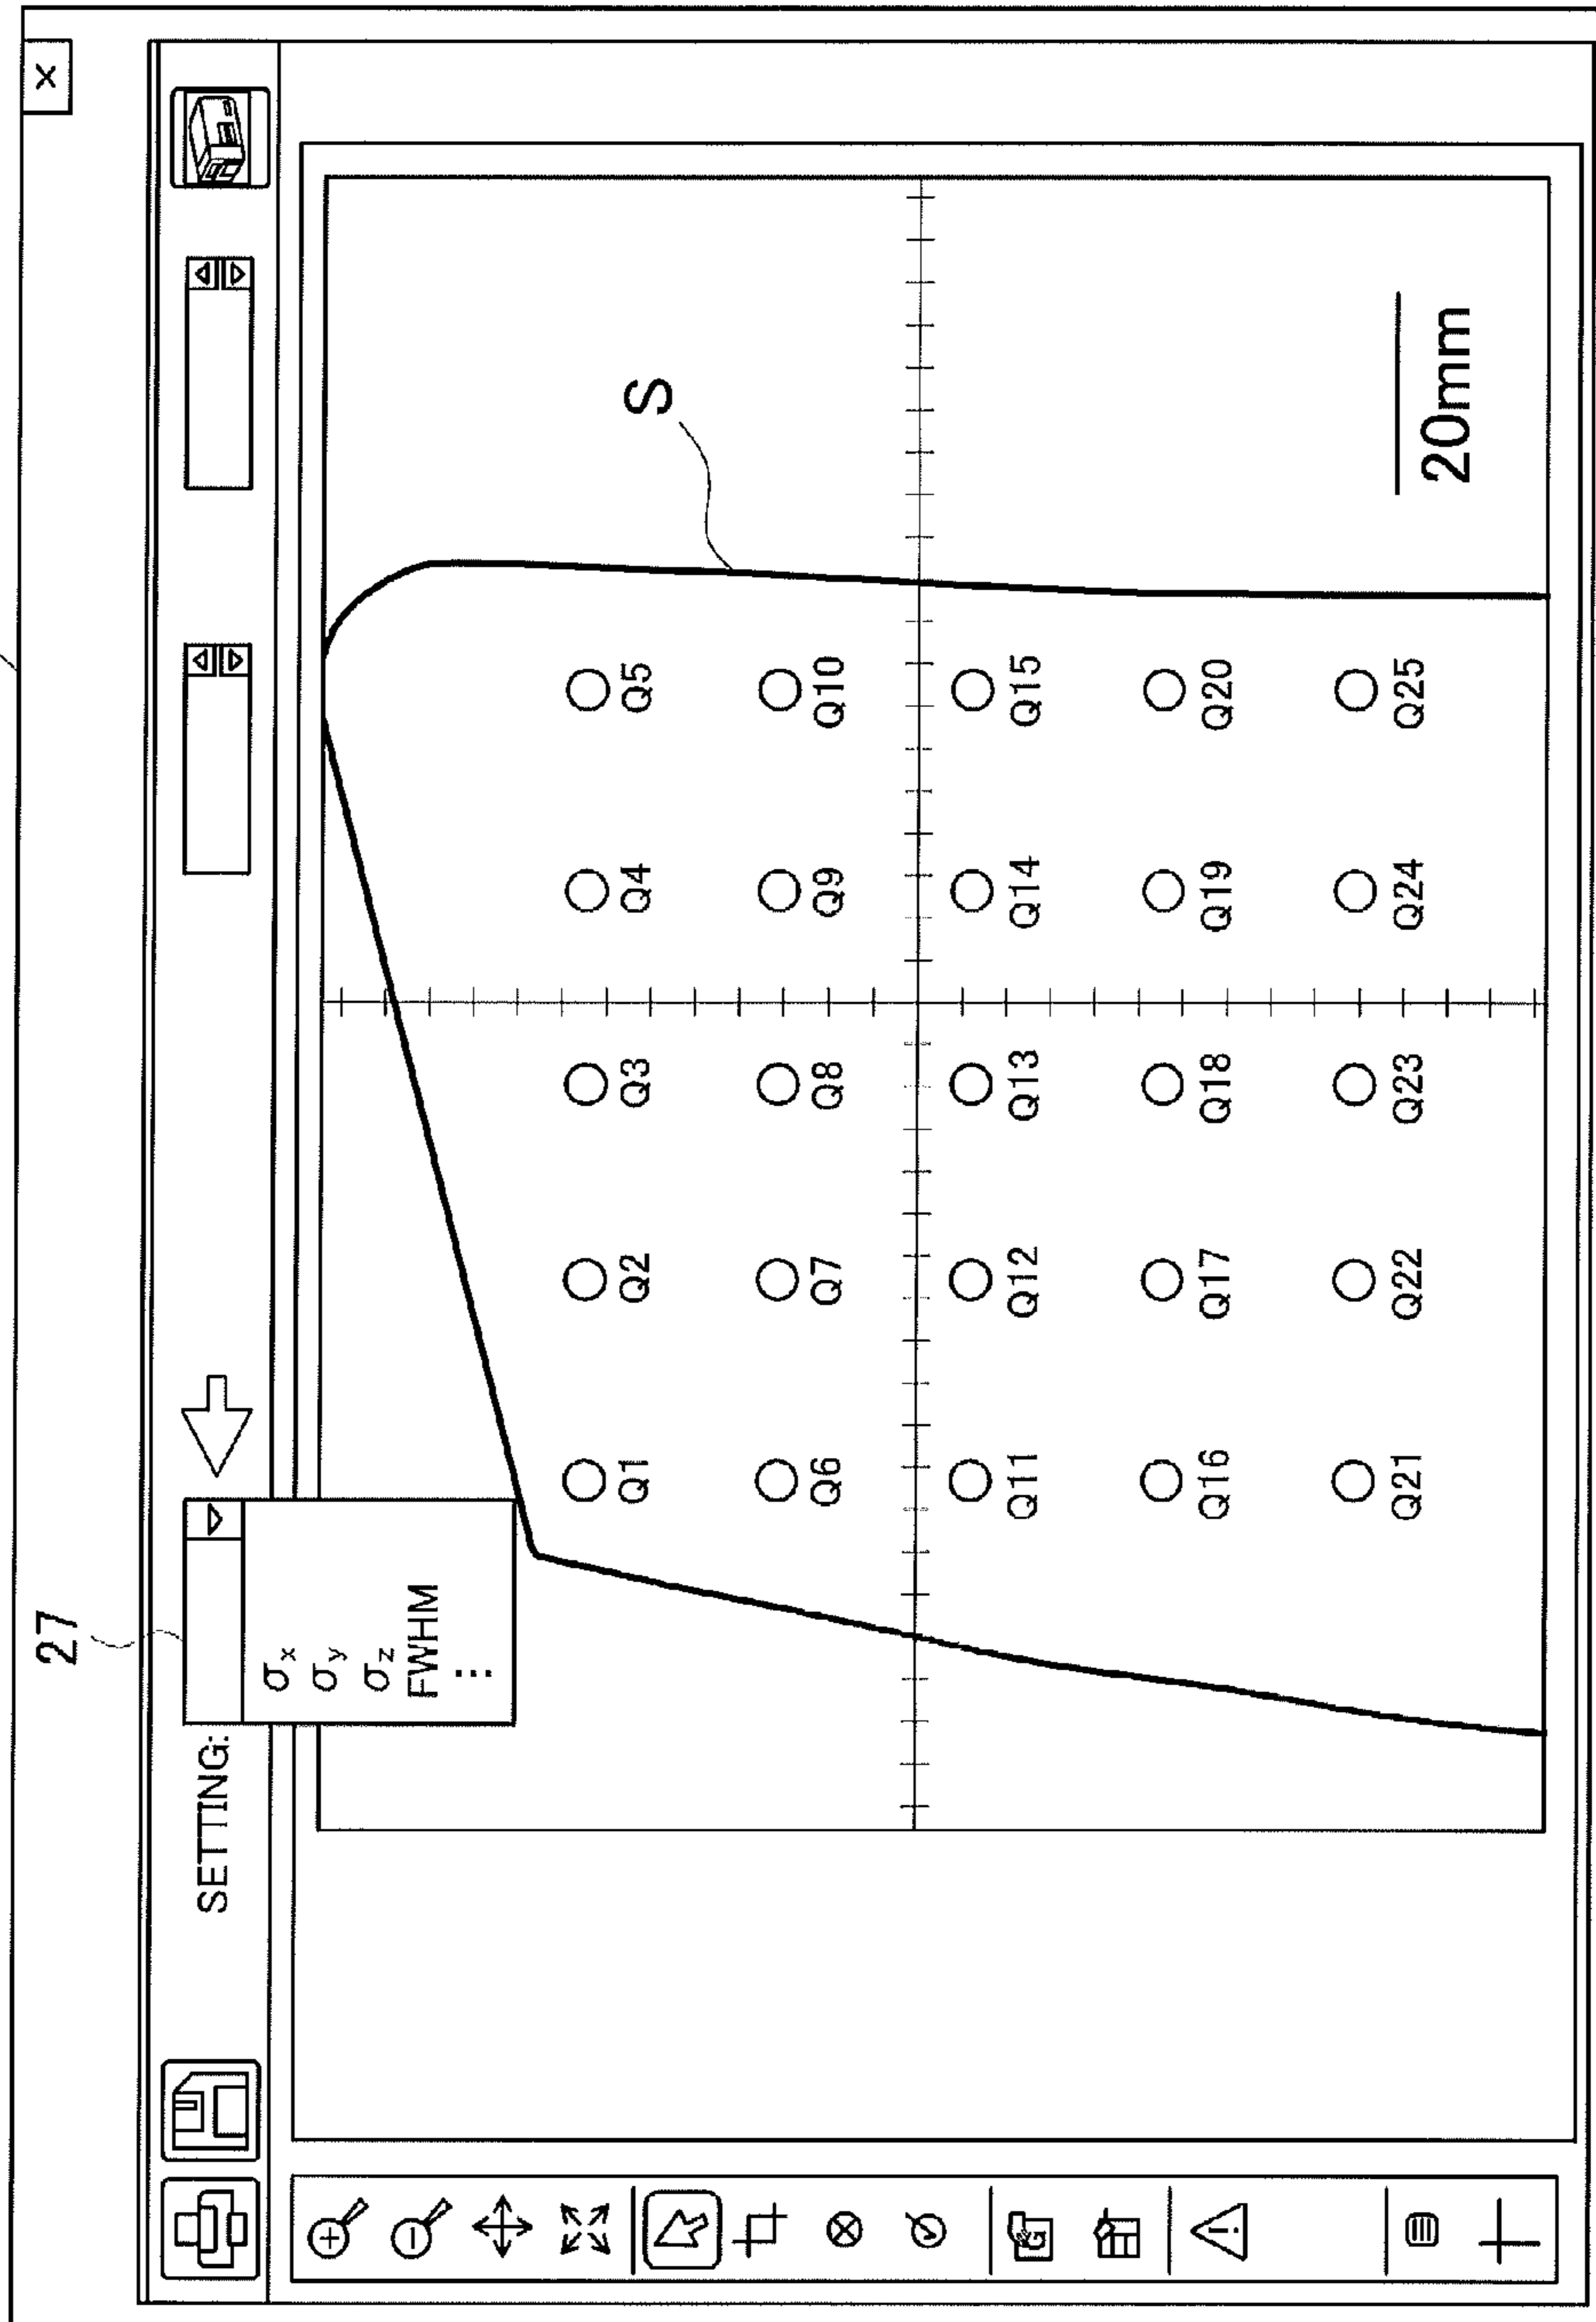 27
X
SETTING:
σx
σy
σz
FWHM
⋮
S
Q1 Q2 Q3 Q4 Q5
Q6 Q7 Q8 Q9 Q10
Q11 Q12 Q13 Q14 Q15
Q16 Q17 Q18 Q19 Q20
Q21 Q22 Q23 Q24 Q25
20mm